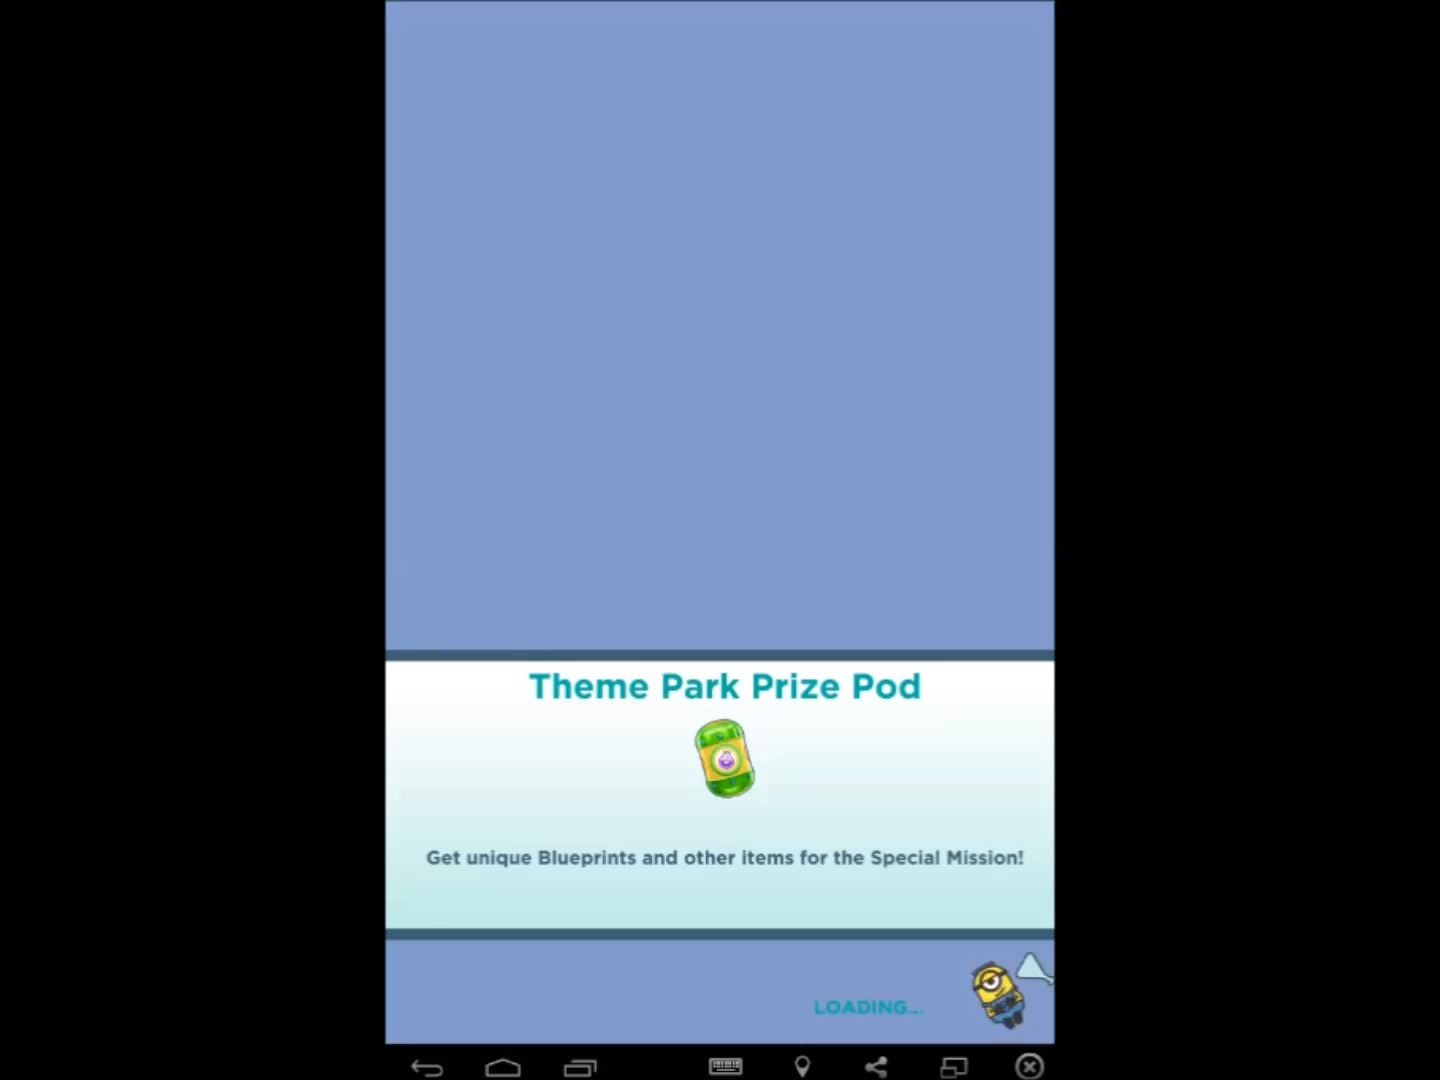 Theme Park Prize Pod
Get unique Blueprints and other items for the Special Mission!
LOADING...